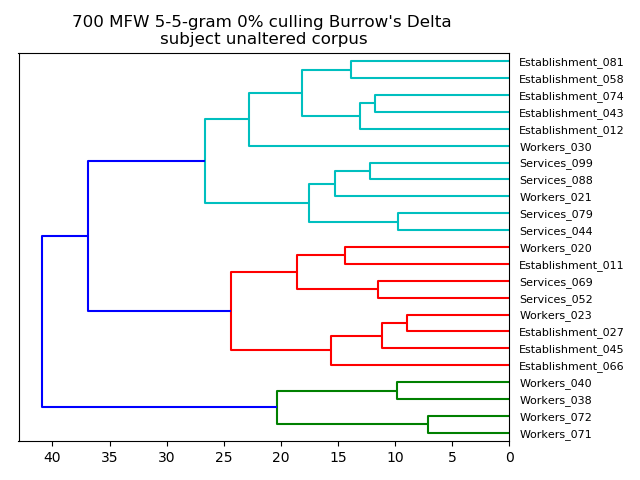 700 MFW 5-5-gram 0% culling Burrow's Delta
subject unaltered corpus
Establishment_081
Establishment_058
Establishment_074
Establishment_043
Establishment_012
Workers_030
Services_099
Services_088
Workers_021
Services_079
Services_044
Workers_020
Establishment_011
Services_069
Services_052
Workers_023
Establishment_027
Establishment_045
Establishment_066
Workers_040
Workers_038
Workers_072
Workers_071
40 35 30 25 20 15 10 5 0